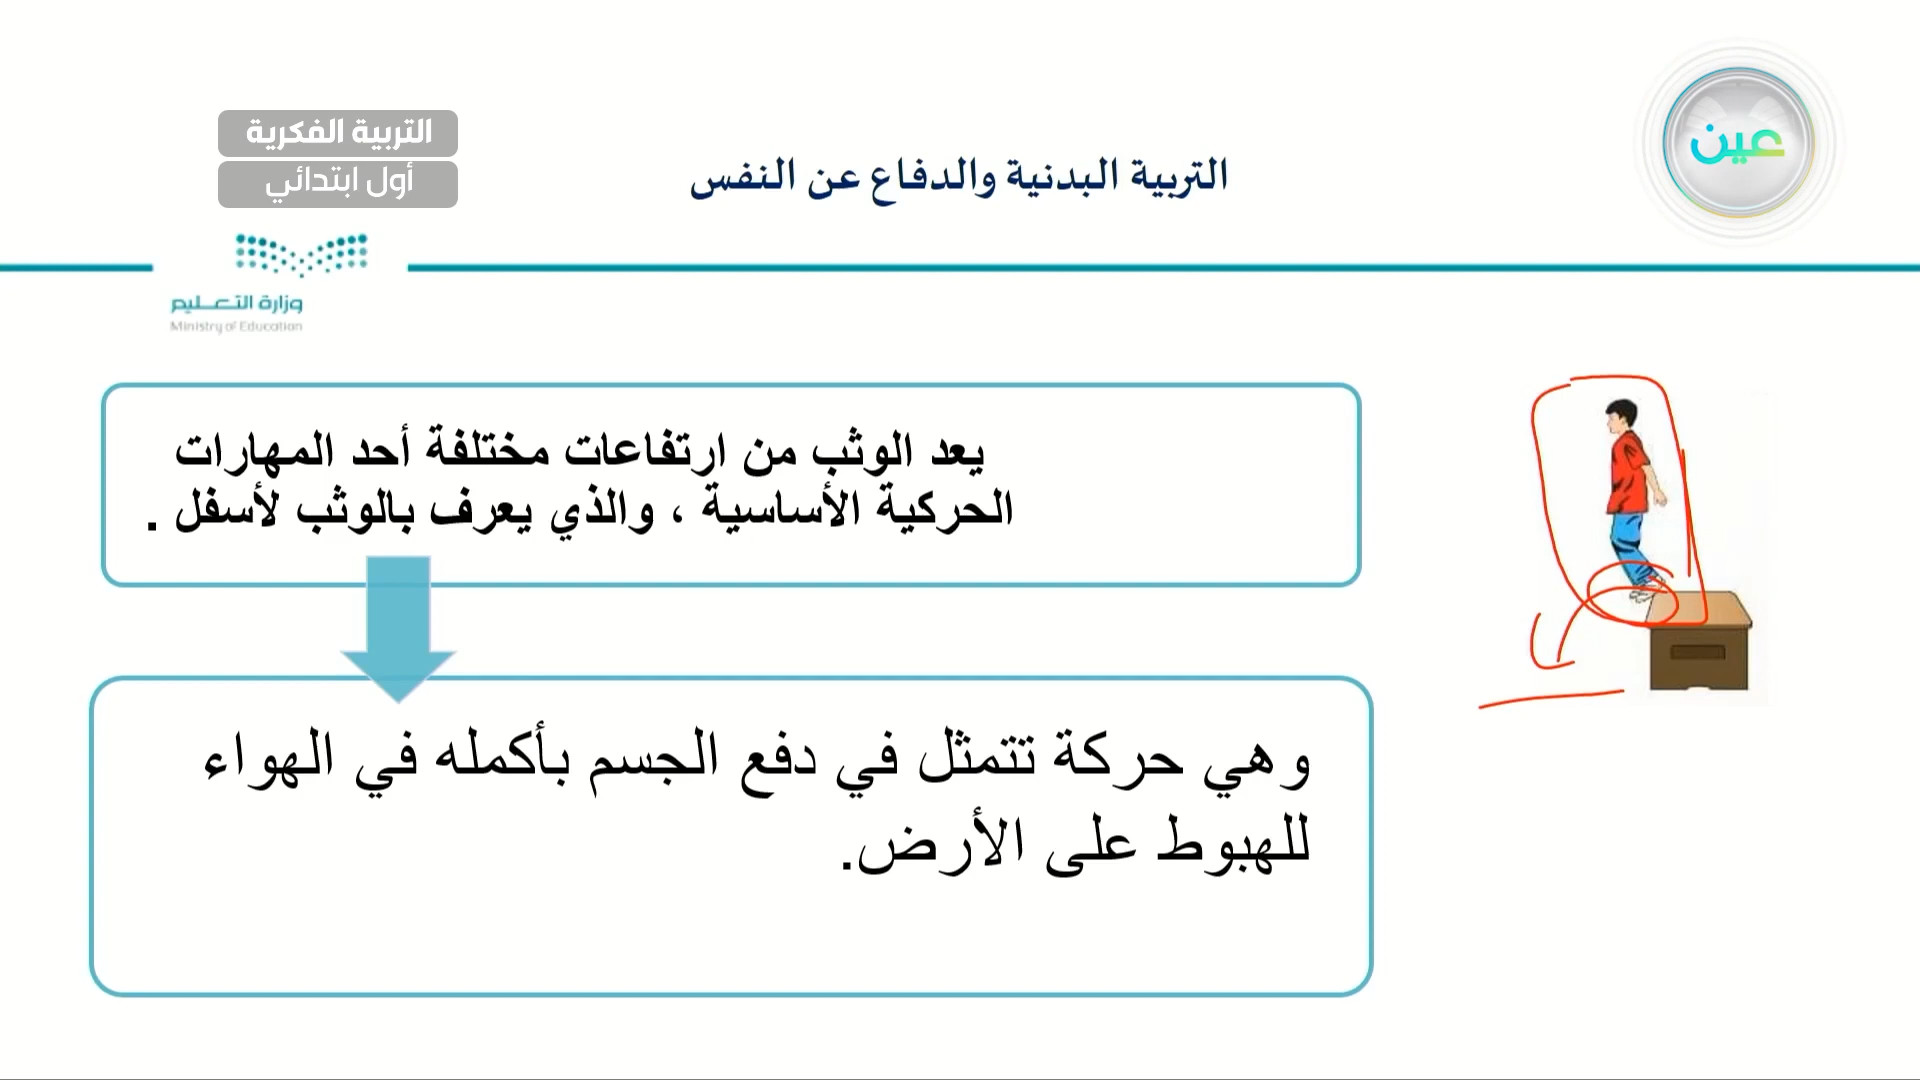 عين
التربية الفكرية
أول ابتدائي
التربية البدنية والدفاع عن النفس
وزارة التعليم
Ministry of Education
يعد الوثب من ارتفاعات مختلفة أحد المهارات
الحركية الأساسية ، والذي يعرف بالوثب لأسفل .
وهي حركة تتمثل في دفع الجسم بأكمله في الهواء
للهبوط على الأرض.